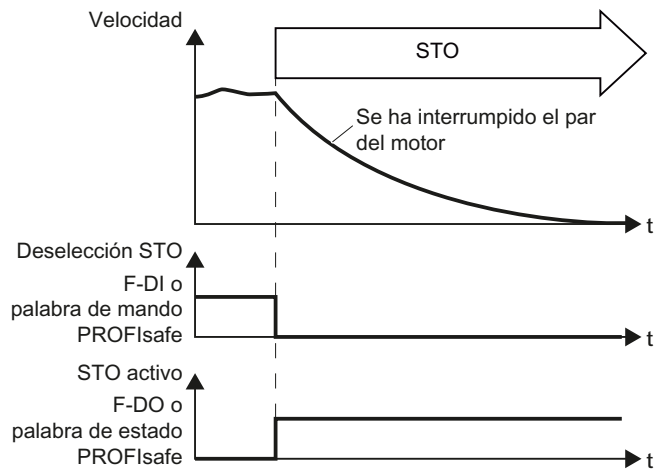 Velocidad
STO
Se ha interrumpido el par
del motor
t
Deselección STO
F-DI o
palabra de mando
PROFIsafe
t
STO activo
F-DO o
palabra de estado
PROFIsafe
t